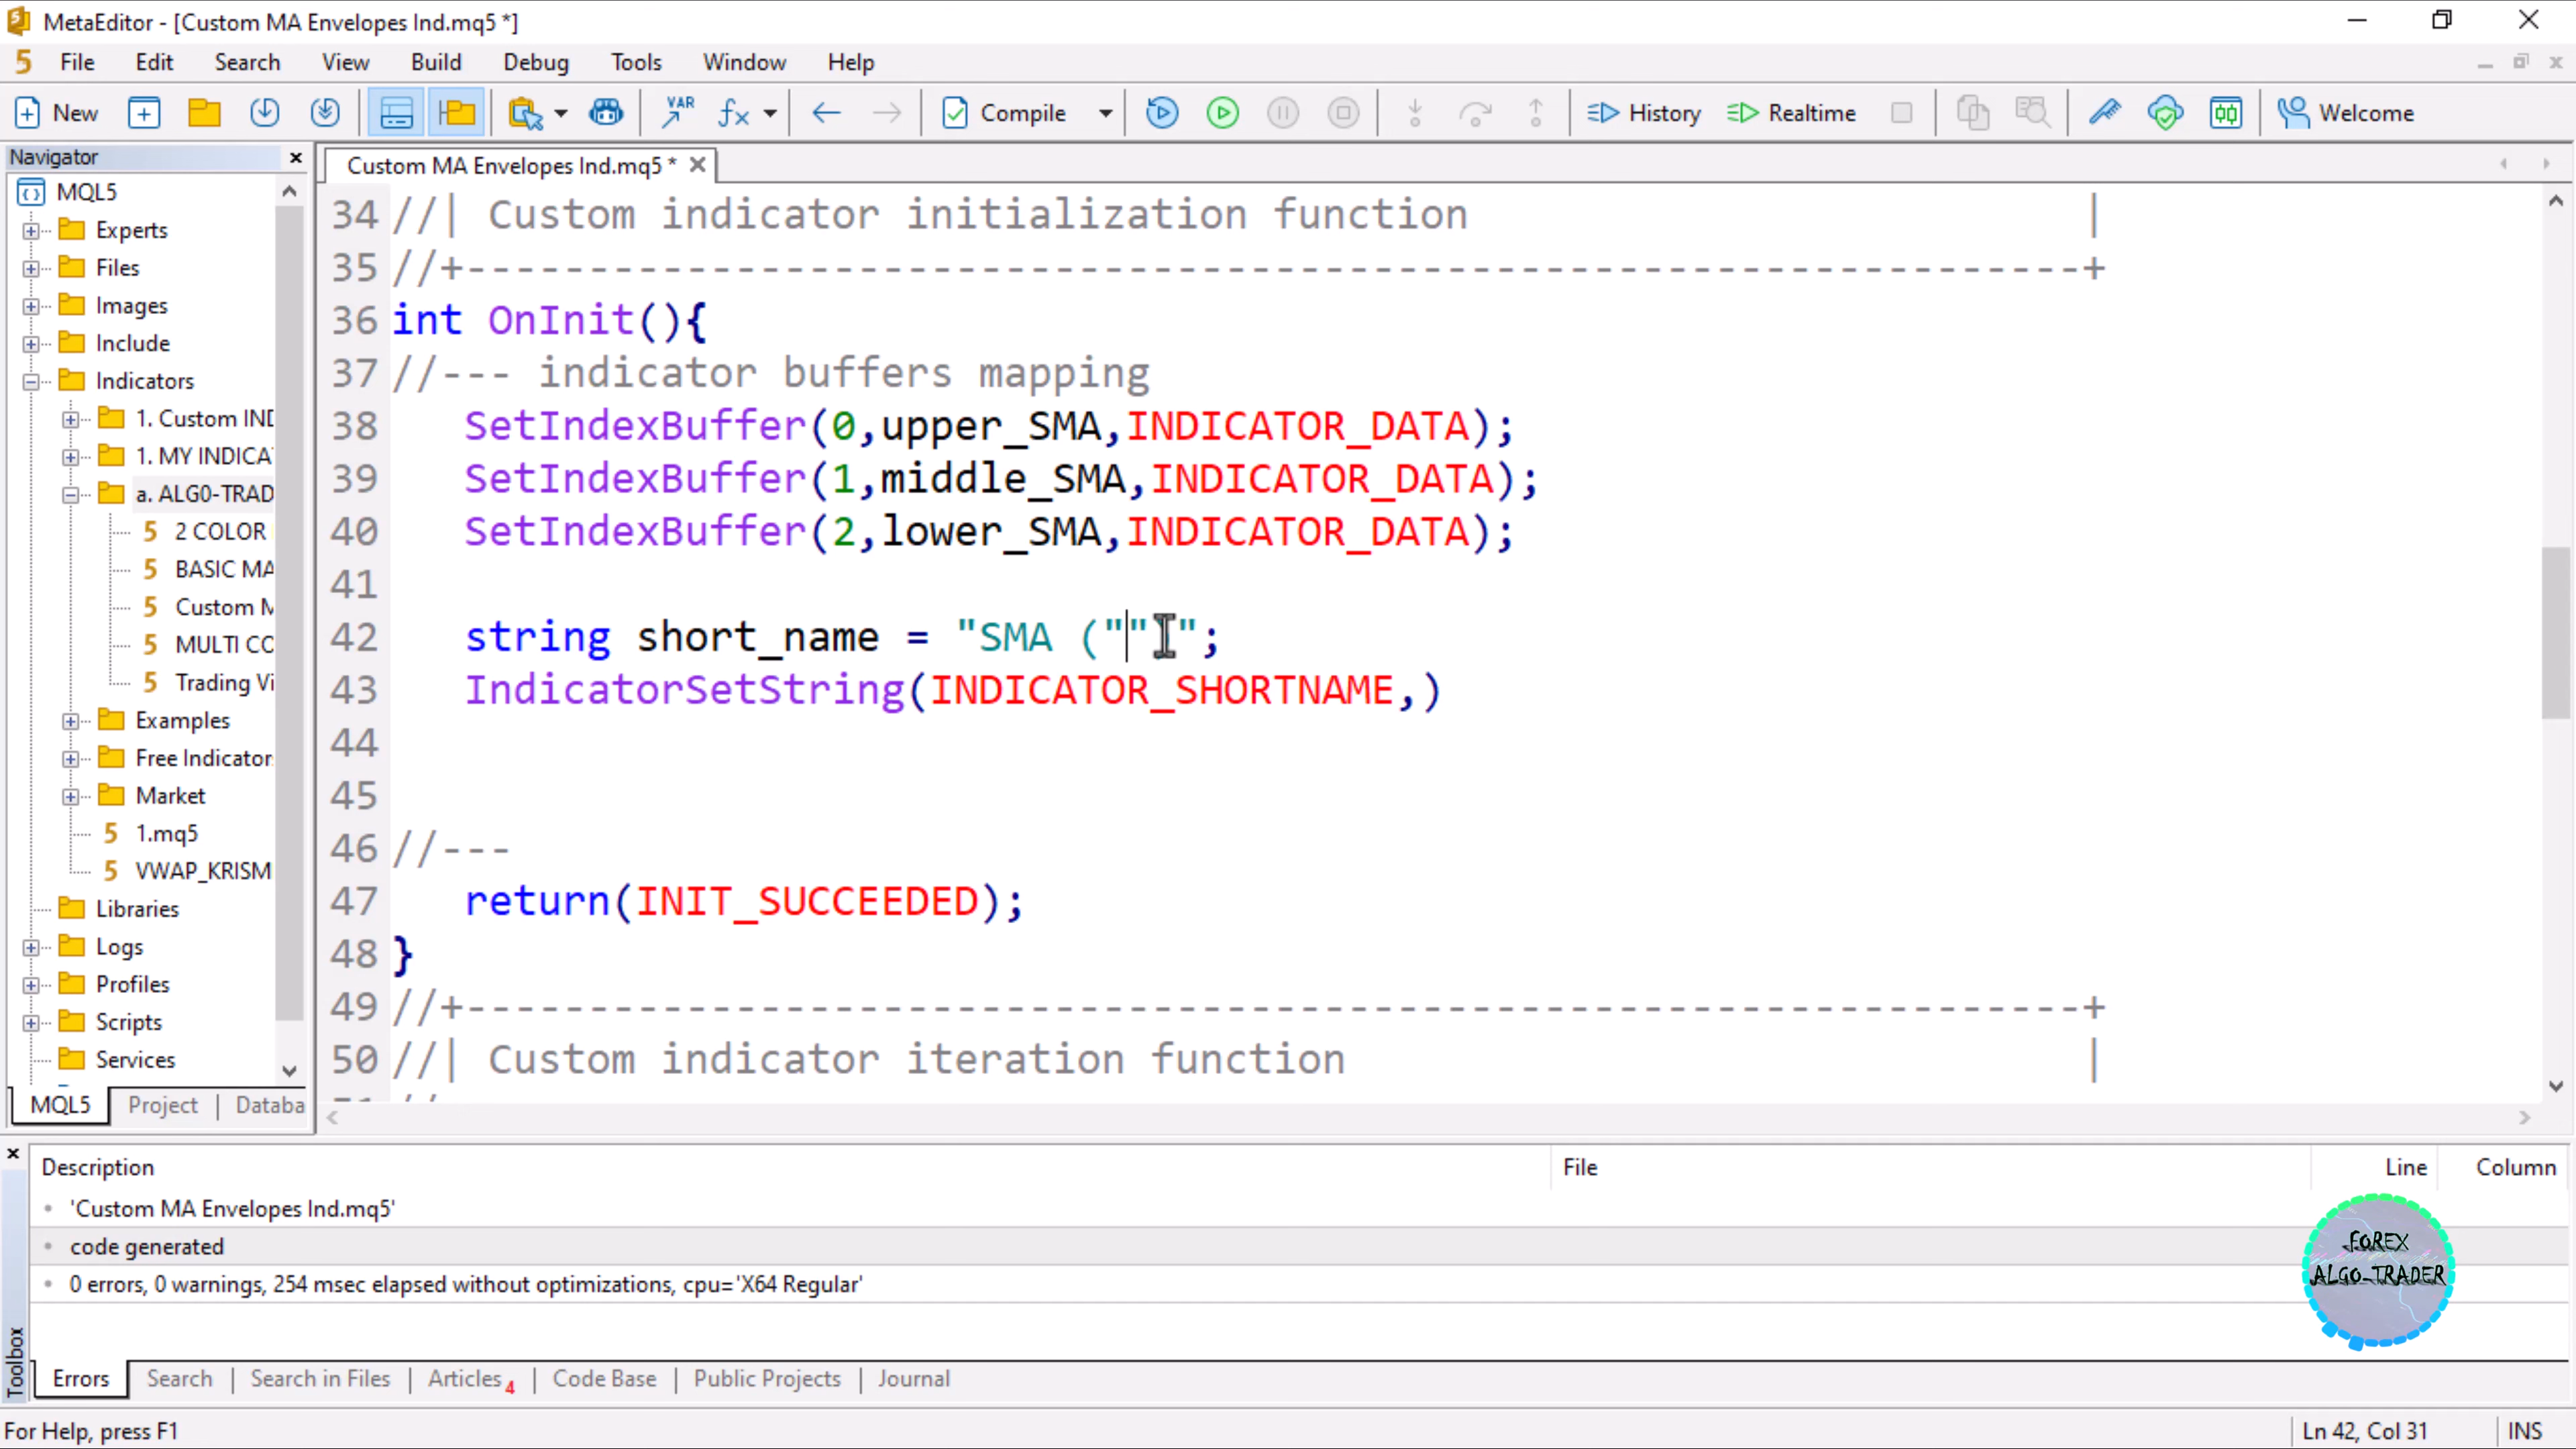 MetaEditor - [Custom MA Envelopes Ind.mq5 *]
File Edit Search View Build Debug Tools Window Help
New VAR Compile History Realtime Welcome
Navigator
Custom MA Envelopes Ind.mq5 *
MQL5
Experts
Files
Images
Include
Indicators
1. Custom IND
1. MY INDICA
a. ALG0-TRAD
2 COLOR
BASIC MA
Custom M
MULTI CO
Trading Vi
Examples
Free Indicator
Market
1.mq5
VWAP_KRISM
Libraries
Logs
Profiles
Scripts
Services
MQL5 Project Databa
34 //| Custom indicator initialization function |
35 //+------------------------------------------------------------------+
36 int OnInit(){
37 //--- indicator buffers mapping
38 SetIndexBuffer(0,upper_SMA,INDICATOR_DATA);
39 SetIndexBuffer(1,middle_SMA,INDICATOR_DATA);
40 SetIndexBuffer(2,lower_SMA,INDICATOR_DATA);
41
42 string short_name = "SMA ("" ";
43 IndicatorSetString(INDICATOR_SHORTNAME,)
44
45
46 //---
47 return(INIT_SUCCEEDED);
48 }
49 //+------------------------------------------------------------------+
50 //| Custom indicator iteration function |
Description File Line Column
'Custom MA Envelopes Ind.mq5'
code generated
0 errors, 0 warnings, 254 msec elapsed without optimizations, cpu='X64 Regular'
FOREX
ALGO-TRADER
Toolbox
Errors Search Search in Files Articles 4 Code Base Public Projects Journal
For Help, press F1 Ln 42, Col 31 INS